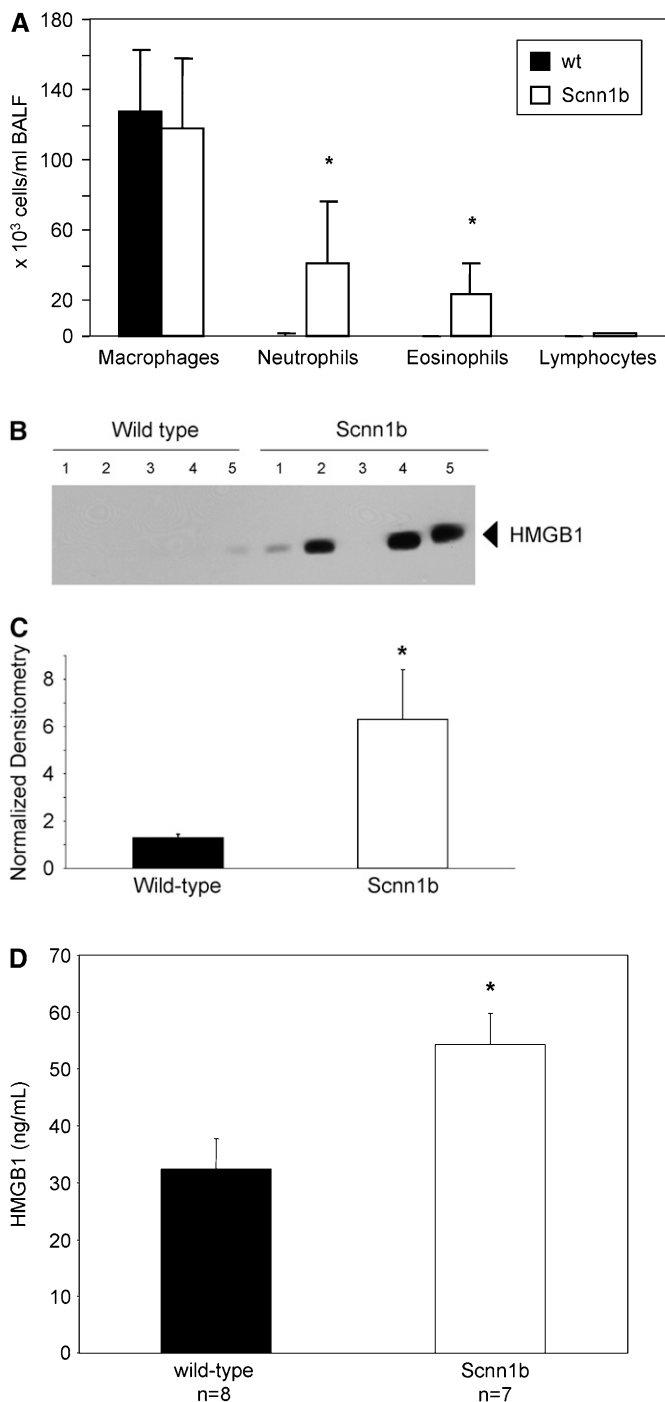 A
180
140
100
60
20
0
x 10³ cells/ml BALF
wt
Scnn1b
*
*
Macrophages Neutrophils Eosinophils Lymphocytes
B
Wild type Scnn1b
1 2 3 4 5 1 2 3 4 5
HMGB1
C
Normalized Densitometry
8
6
4
2
0
*
Wild-type Scnn1b
D
HMGB1 (ng/mL)
70
60
50
40
30
20
10
0
*
wild-type Scnn1b
n=8 n=7